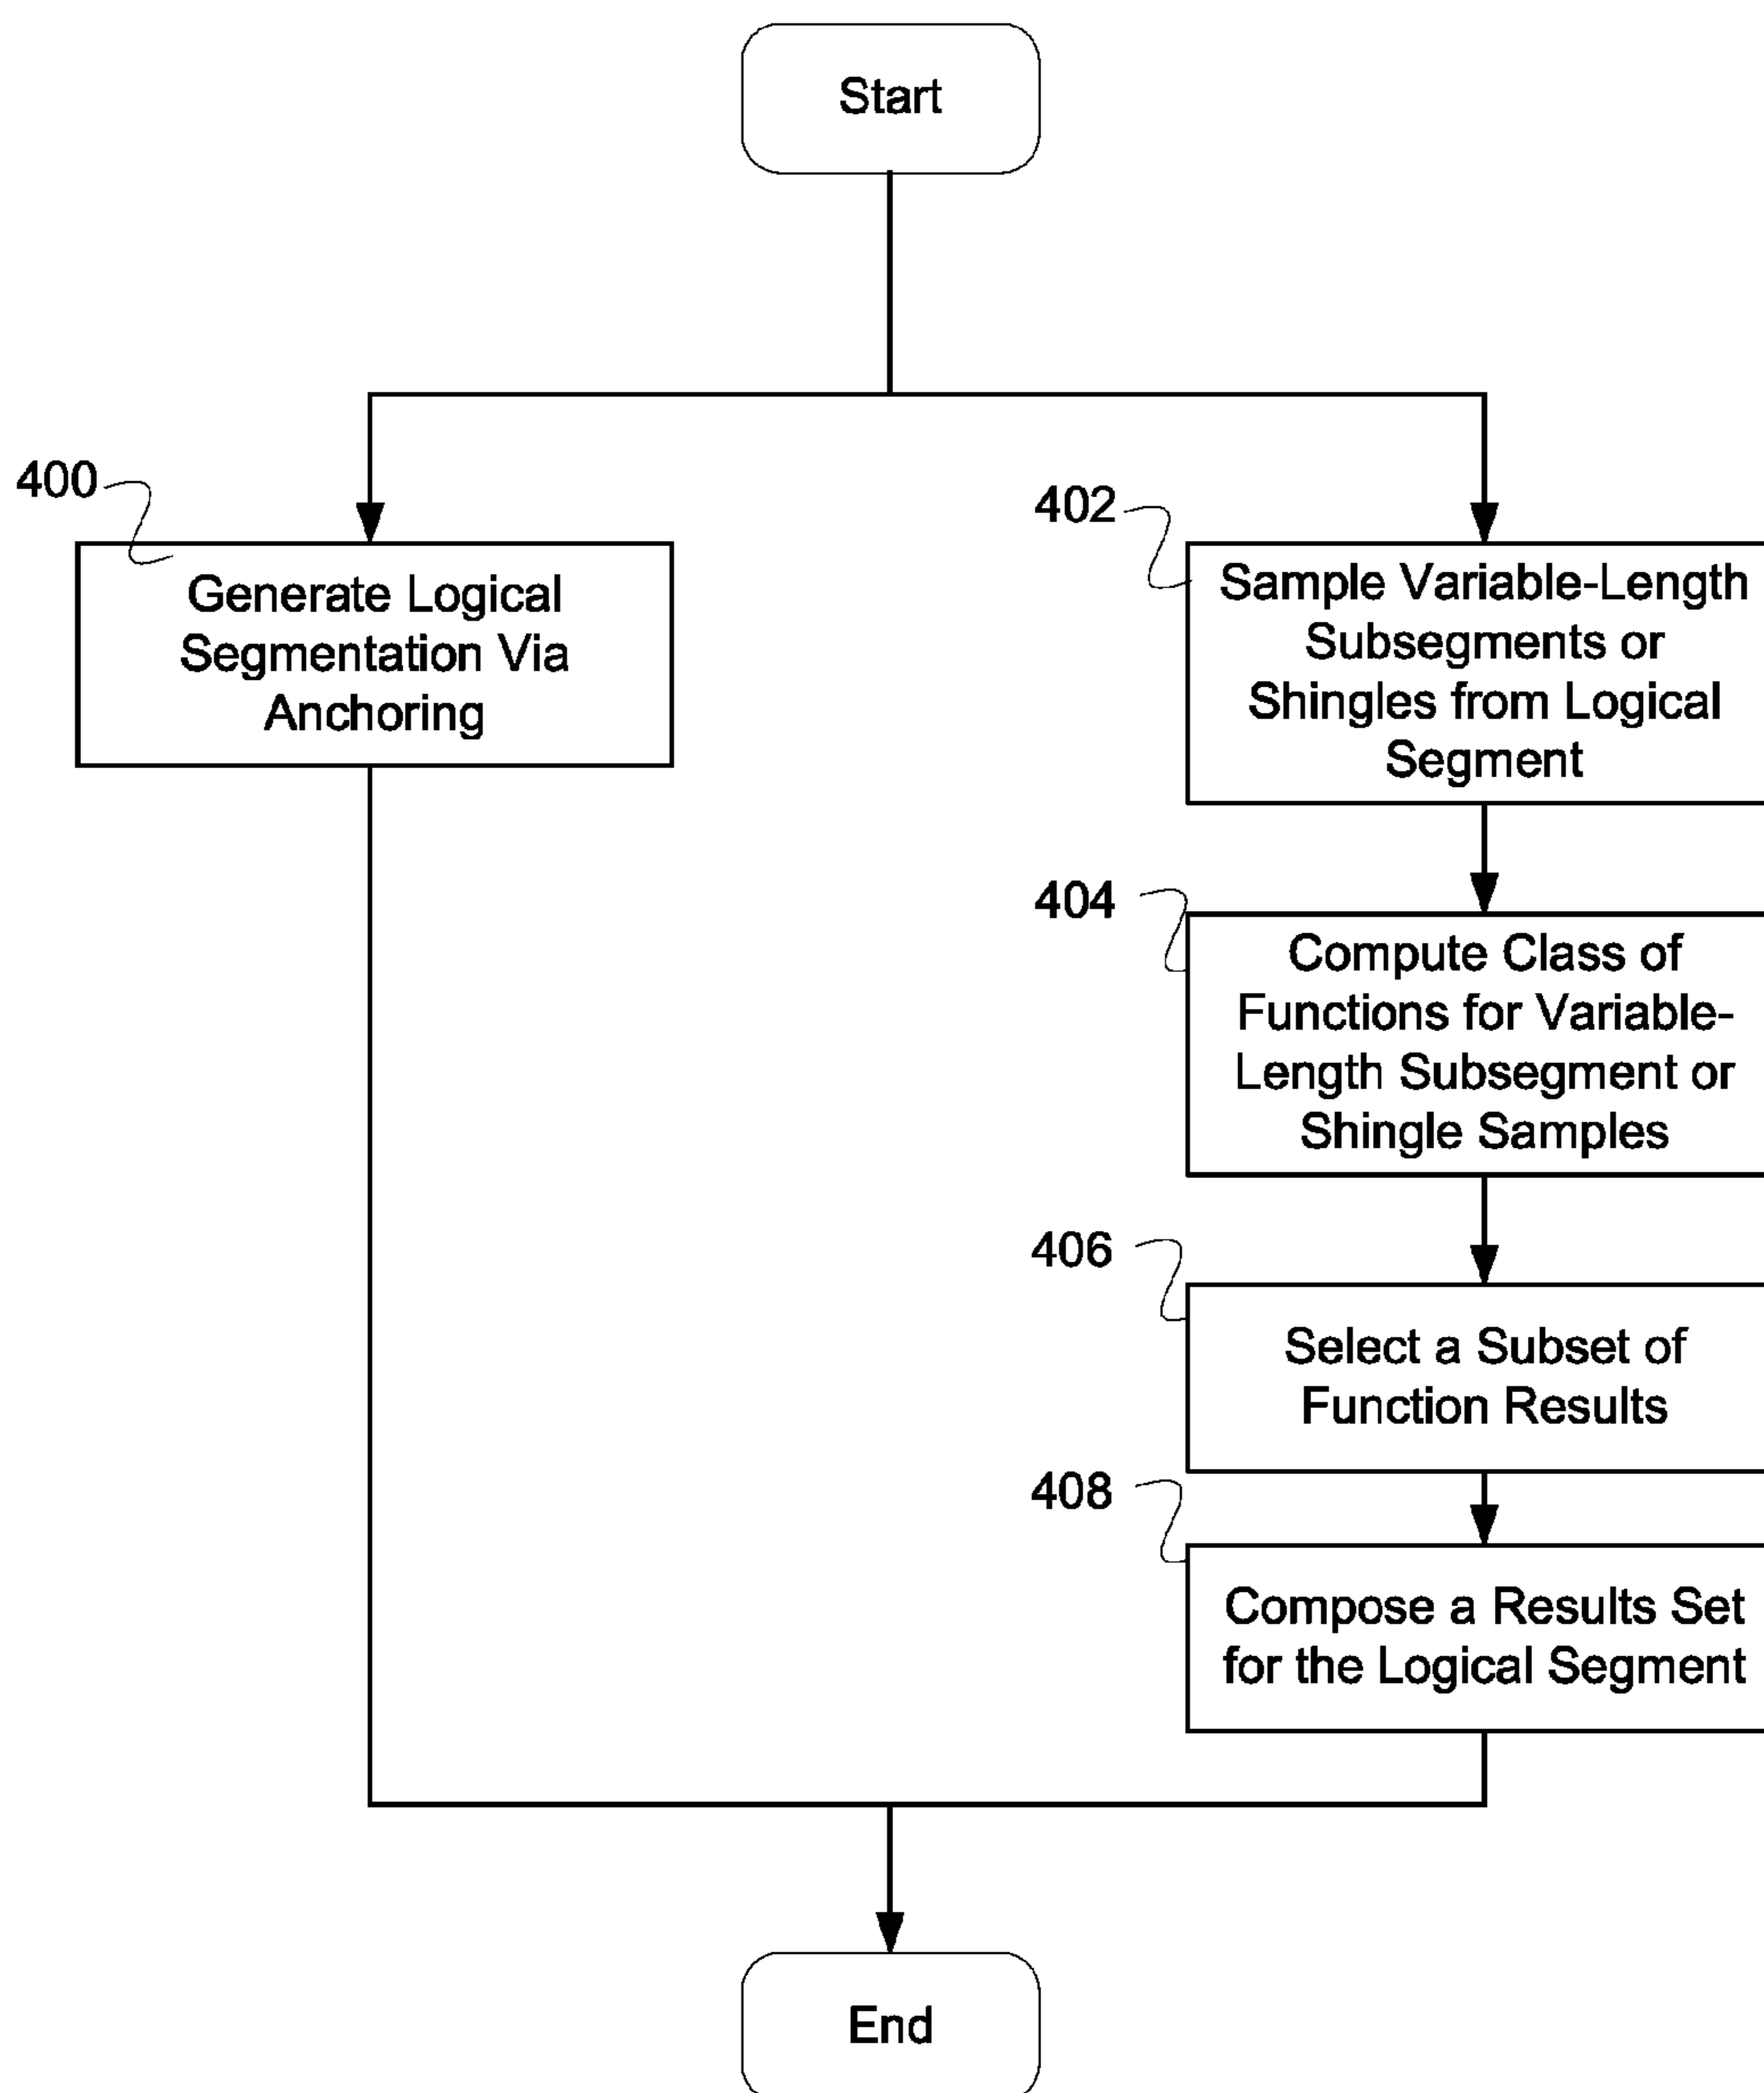 Start
400
Generate Logical
Segmentation Via
Anchoring
402
Sample Variable-Length
Subsegments or
Shingles from Logical
Segment
404
Compute Class of
Functions for Variable-
Length Subsegment or
Shingle Samples
406
Select a Subset of
Function Results
408
Compose a Results Set
for the Logical Segment
End